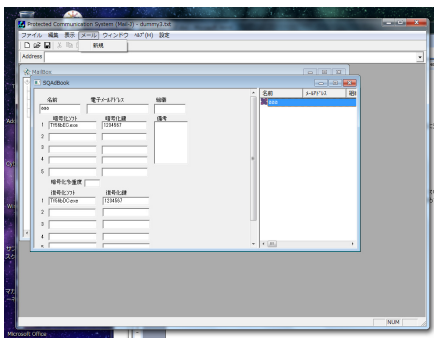 Protected Communication System (Mail-7) - dummy3.txt
ファイル 編集 表示 メール ウィンドウ ﾍﾙﾌﾟ(H) 設定
新規
Address
MailBox
SQAdBook
名前 電子メールアドレス 組織
aaa
暗号化ソフト 暗号化鍵 備考
1 TY58bEC.exe 1234567
2
3
4
5
暗号化多重度
復号化ソフト 復号化鍵
1 TY58bDC.exe 1234567
2
3
4
名前 ﾒｰﾙｱﾄﾞﾚｽ 組織
aaa
NUM
Microsoft Office